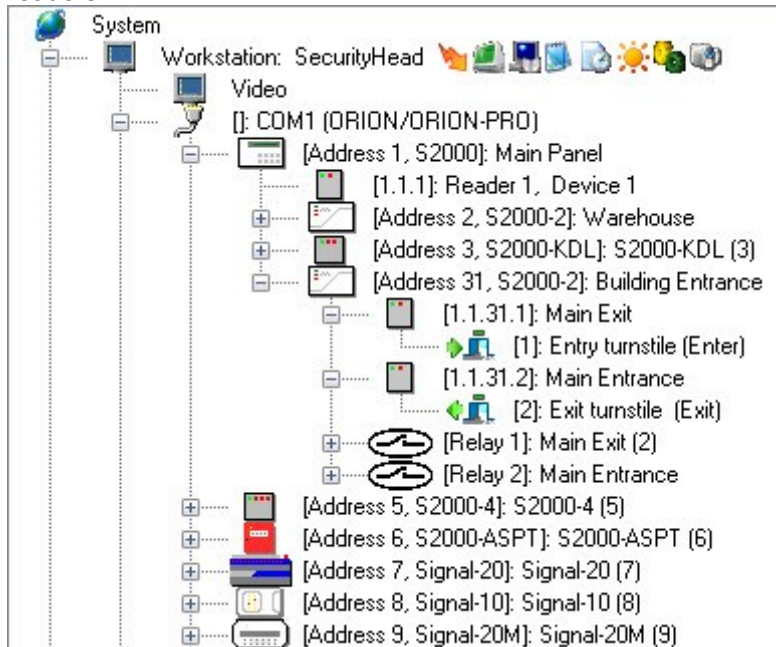 System
Workstation: SecurityHead
Video
[]: COM1 (ORION/ORION-PRO)
[Address 1, S2000]: Main Panel
[1.1.1]: Reader 1, Device 1
[Address 2, S2000-2]: Warehouse
[Address 3, S2000-KDL]: S2000-KDL (3)
[Address 31, S2000-2]: Building Entrance
[1.1.31.1]: Main Exit
[1]: Entry turnstile (Enter)
[1.1.31.2]: Main Entrance
[2]: Exit turnstile (Exit)
[Relay 1]: Main Exit (2)
[Relay 2]: Main Entrance
[Address 5, S2000-4]: S2000-4 (5)
[Address 6, S2000-ASPT]: S2000-ASPT (6)
[Address 7, Signal-20]: Signal-20 (7)
[Address 8, Signal-10]: Signal-10 (8)
[Address 9, Signal-20M]: Signal-20M (9)